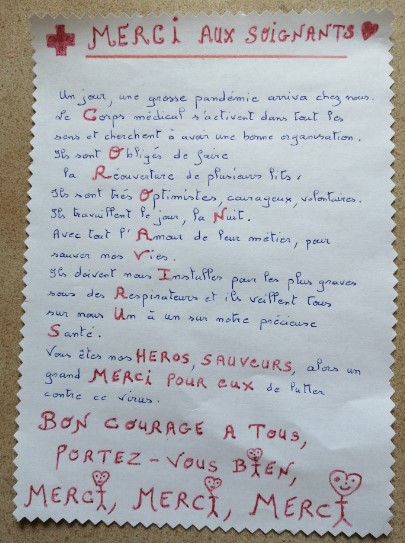 MERCI AUX SOIGNANTS
Un jour, une grosse pandémie arriva chez nous.
Le Corps médical s'activent dans tout les
sens et cherchent à avoir une bonne organisation.
Ils sont Obligés de faire
la Réouverture de plusieurs lits,
Ils sont très Optimistes, courageux, volontaires.
Ils travaillent le jour, la Nuit.
Avec tout l'Amour de leur métier, pour
sauver nos Vies.
Ils doivent nous Installés pour les plus graves
sous des Respirateurs et ils veillent tous
sur nous Un à un sur notre précieuse
Santé.
Vous êtes nos HEROS, SAUVEURS, alors un
grand MERCI POUR EUX de lutter
contre ce virus.
BON COURAGE A TOUS,
PORTEZ-VOUS BIEN,
MERCI, MERCI, MERCI